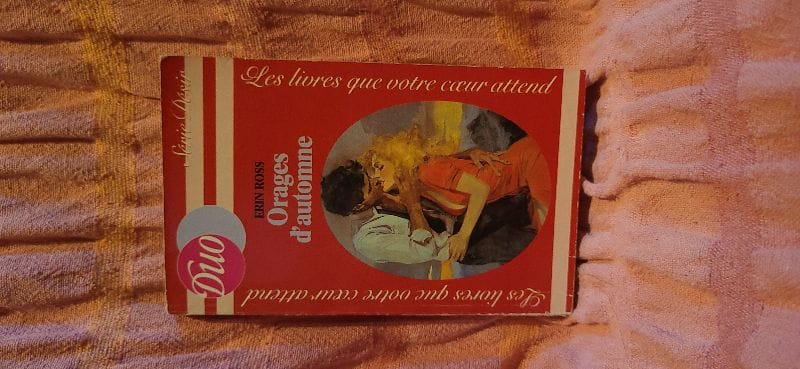 Série Désir
Duo
ERIN ROSS
Orages
d'automne
Les livres que votre cœur attend
Les livres que votre cœur attend